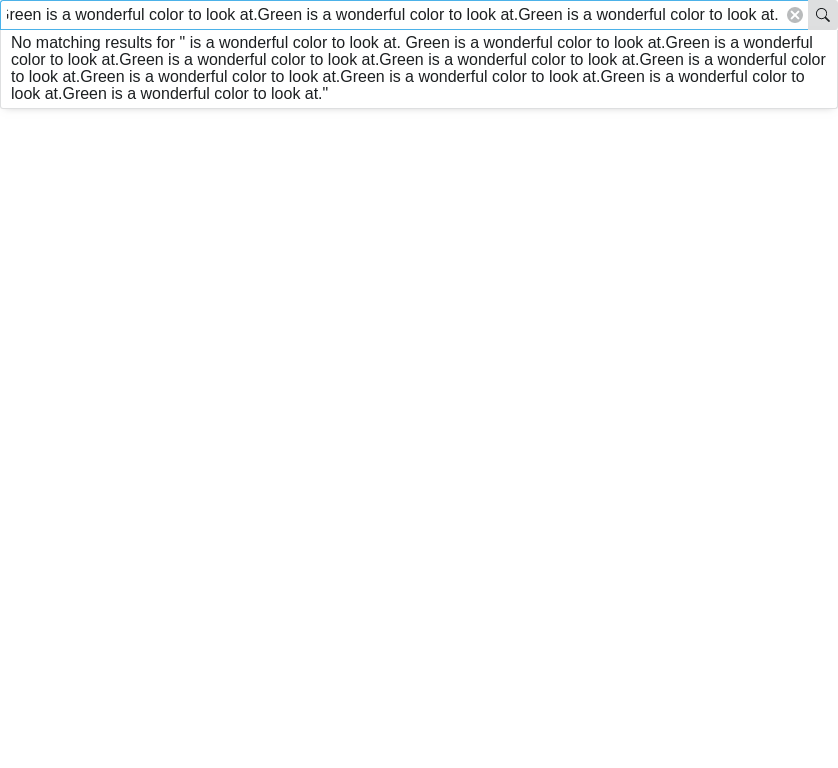 Green is a wonderful color to look at.Green is a wonderful color to look at.Green is a wonderful color to look at.
No matching results for " is a wonderful color to look at. Green is a wonderful color to look at.Green is a wonderful
color to look at.Green is a wonderful color to look at.Green is a wonderful color to look at.Green is a wonderful color
to look at.Green is a wonderful color to look at.Green is a wonderful color to look at.Green is a wonderful color to
look at.Green is a wonderful color to look at."